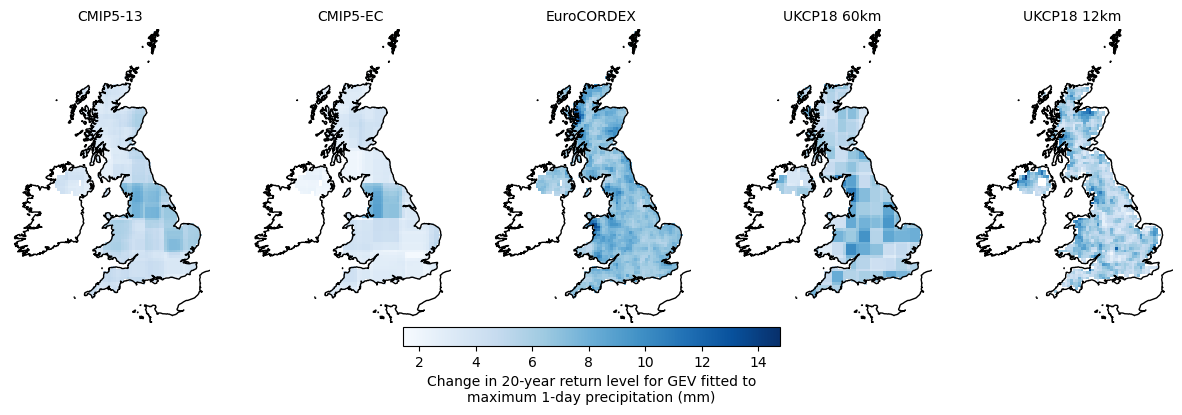 CMIP5-13 CMIP5-EC EuroCORDEX UKCP18 60km UKCP18 12km
2 4 6 8 10 12 14
Change in 20-year return level for GEV fitted to
maximum 1-day precipitation (mm)